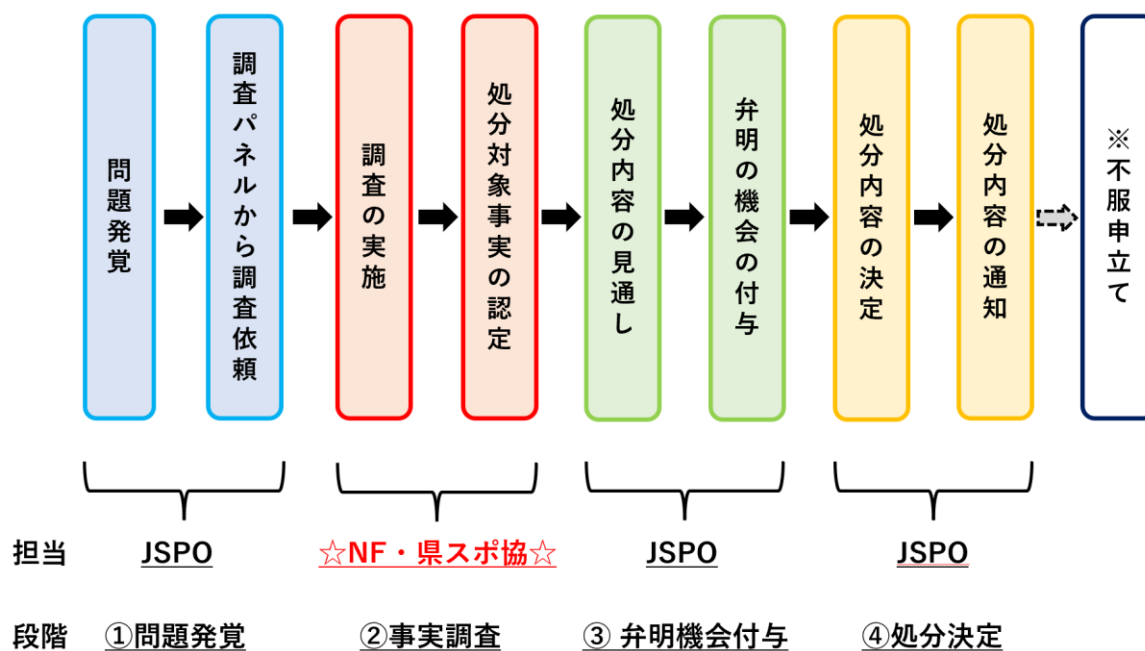 問題発覚
調査パネルから調査依頼
調査の実施
処分対象事実の認定
処分内容の見通し
弁明の機会の付与
処分内容の決定
処分内容の通知
※不服申立て
担当 JSPO ☆NF・県スポ協☆ JSPO JSPO
段階 ①問題発覚 ②事実調査 ③ 弁明機会付与 ④処分決定